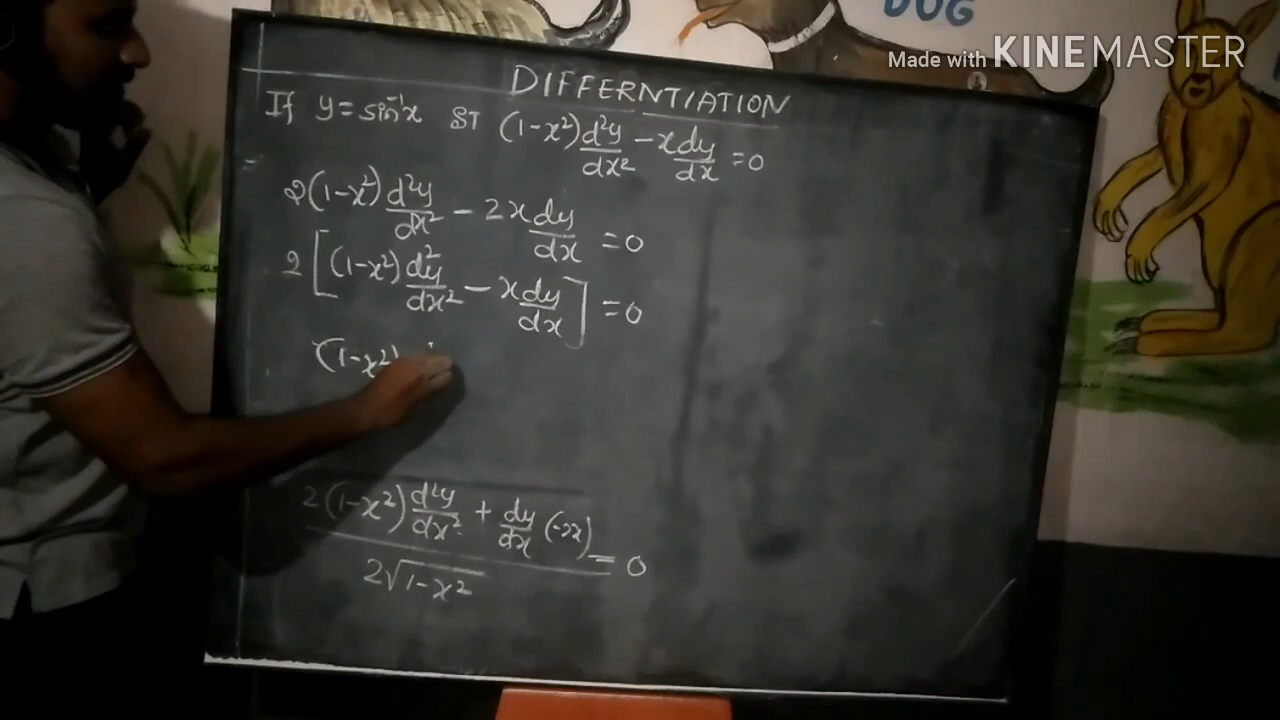 DOG
Made with KINEMASTER
DIFFERNTIATION
If y = sin⁻¹x ST (1-x²) d²y/dx² - x dy/dx = 0
=
2(1-x²) d²y/dx² - 2x dy/dx = 0
2[(1-x²) d²y/dx² - x dy/dx] = 0
(1-x²)
2(1-x²) d²y/dx² + dy/dx (-2x) = 0
2√1-x²